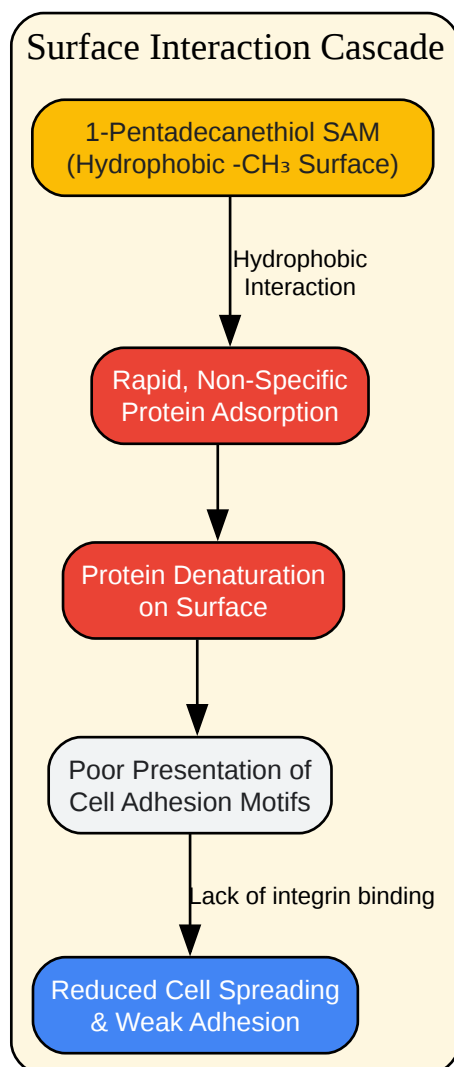 Surface Interaction Cascade
1-Pentadecanethiol SAM
(Hydrophobic -CH₃ Surface)
Hydrophobic
Interaction
Rapid, Non-Specific
Protein Adsorption
Protein Denaturation
on Surface
Poor Presentation of
Cell Adhesion Motifs
Lack of integrin binding
Reduced Cell Spreading
& Weak Adhesion